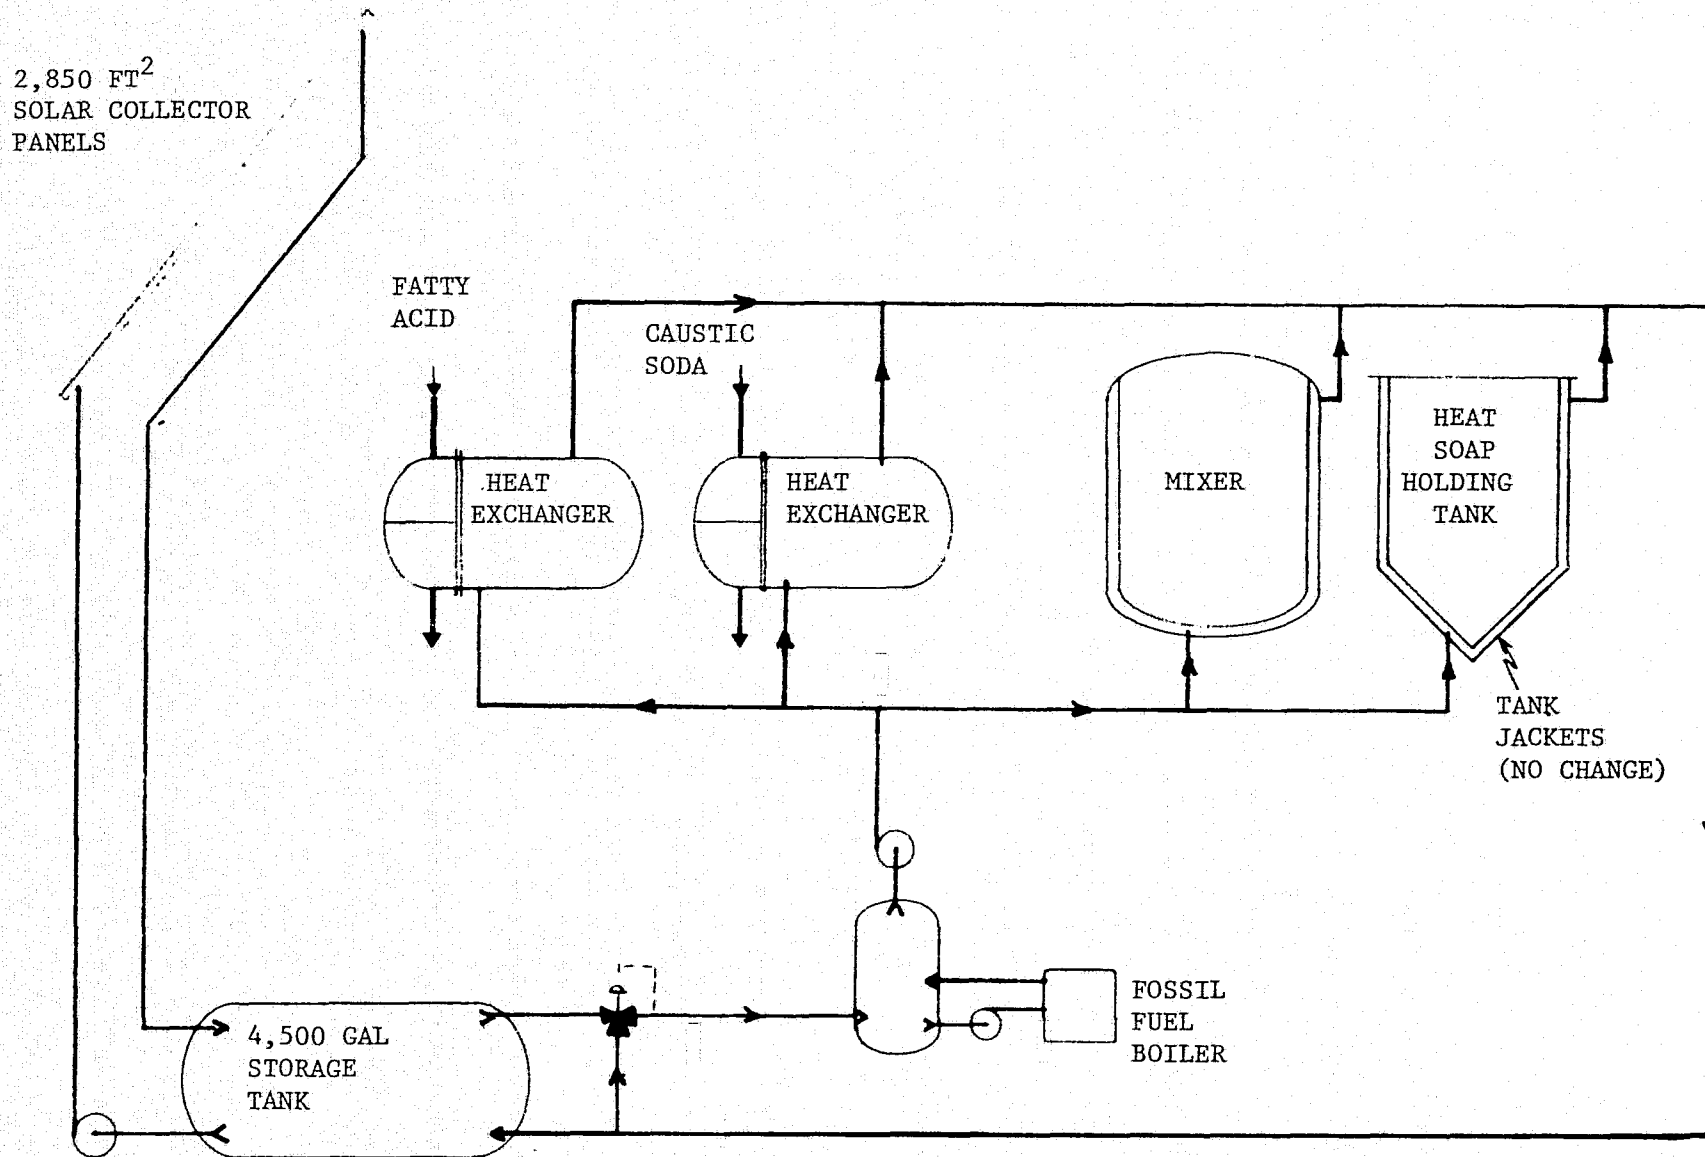 2,850 FT²
SOLAR COLLECTOR
PANELS
FATTY
ACID
CAUSTIC
SODA
HEAT
EXCHANGER
HEAT
EXCHANGER
MIXER
HEAT
SOAP
HOLDING
TANK
TANK
JACKETS
(NO CHANGE)
4,500 GAL
STORAGE
TANK
FOSSIL
FUEL
BOILER